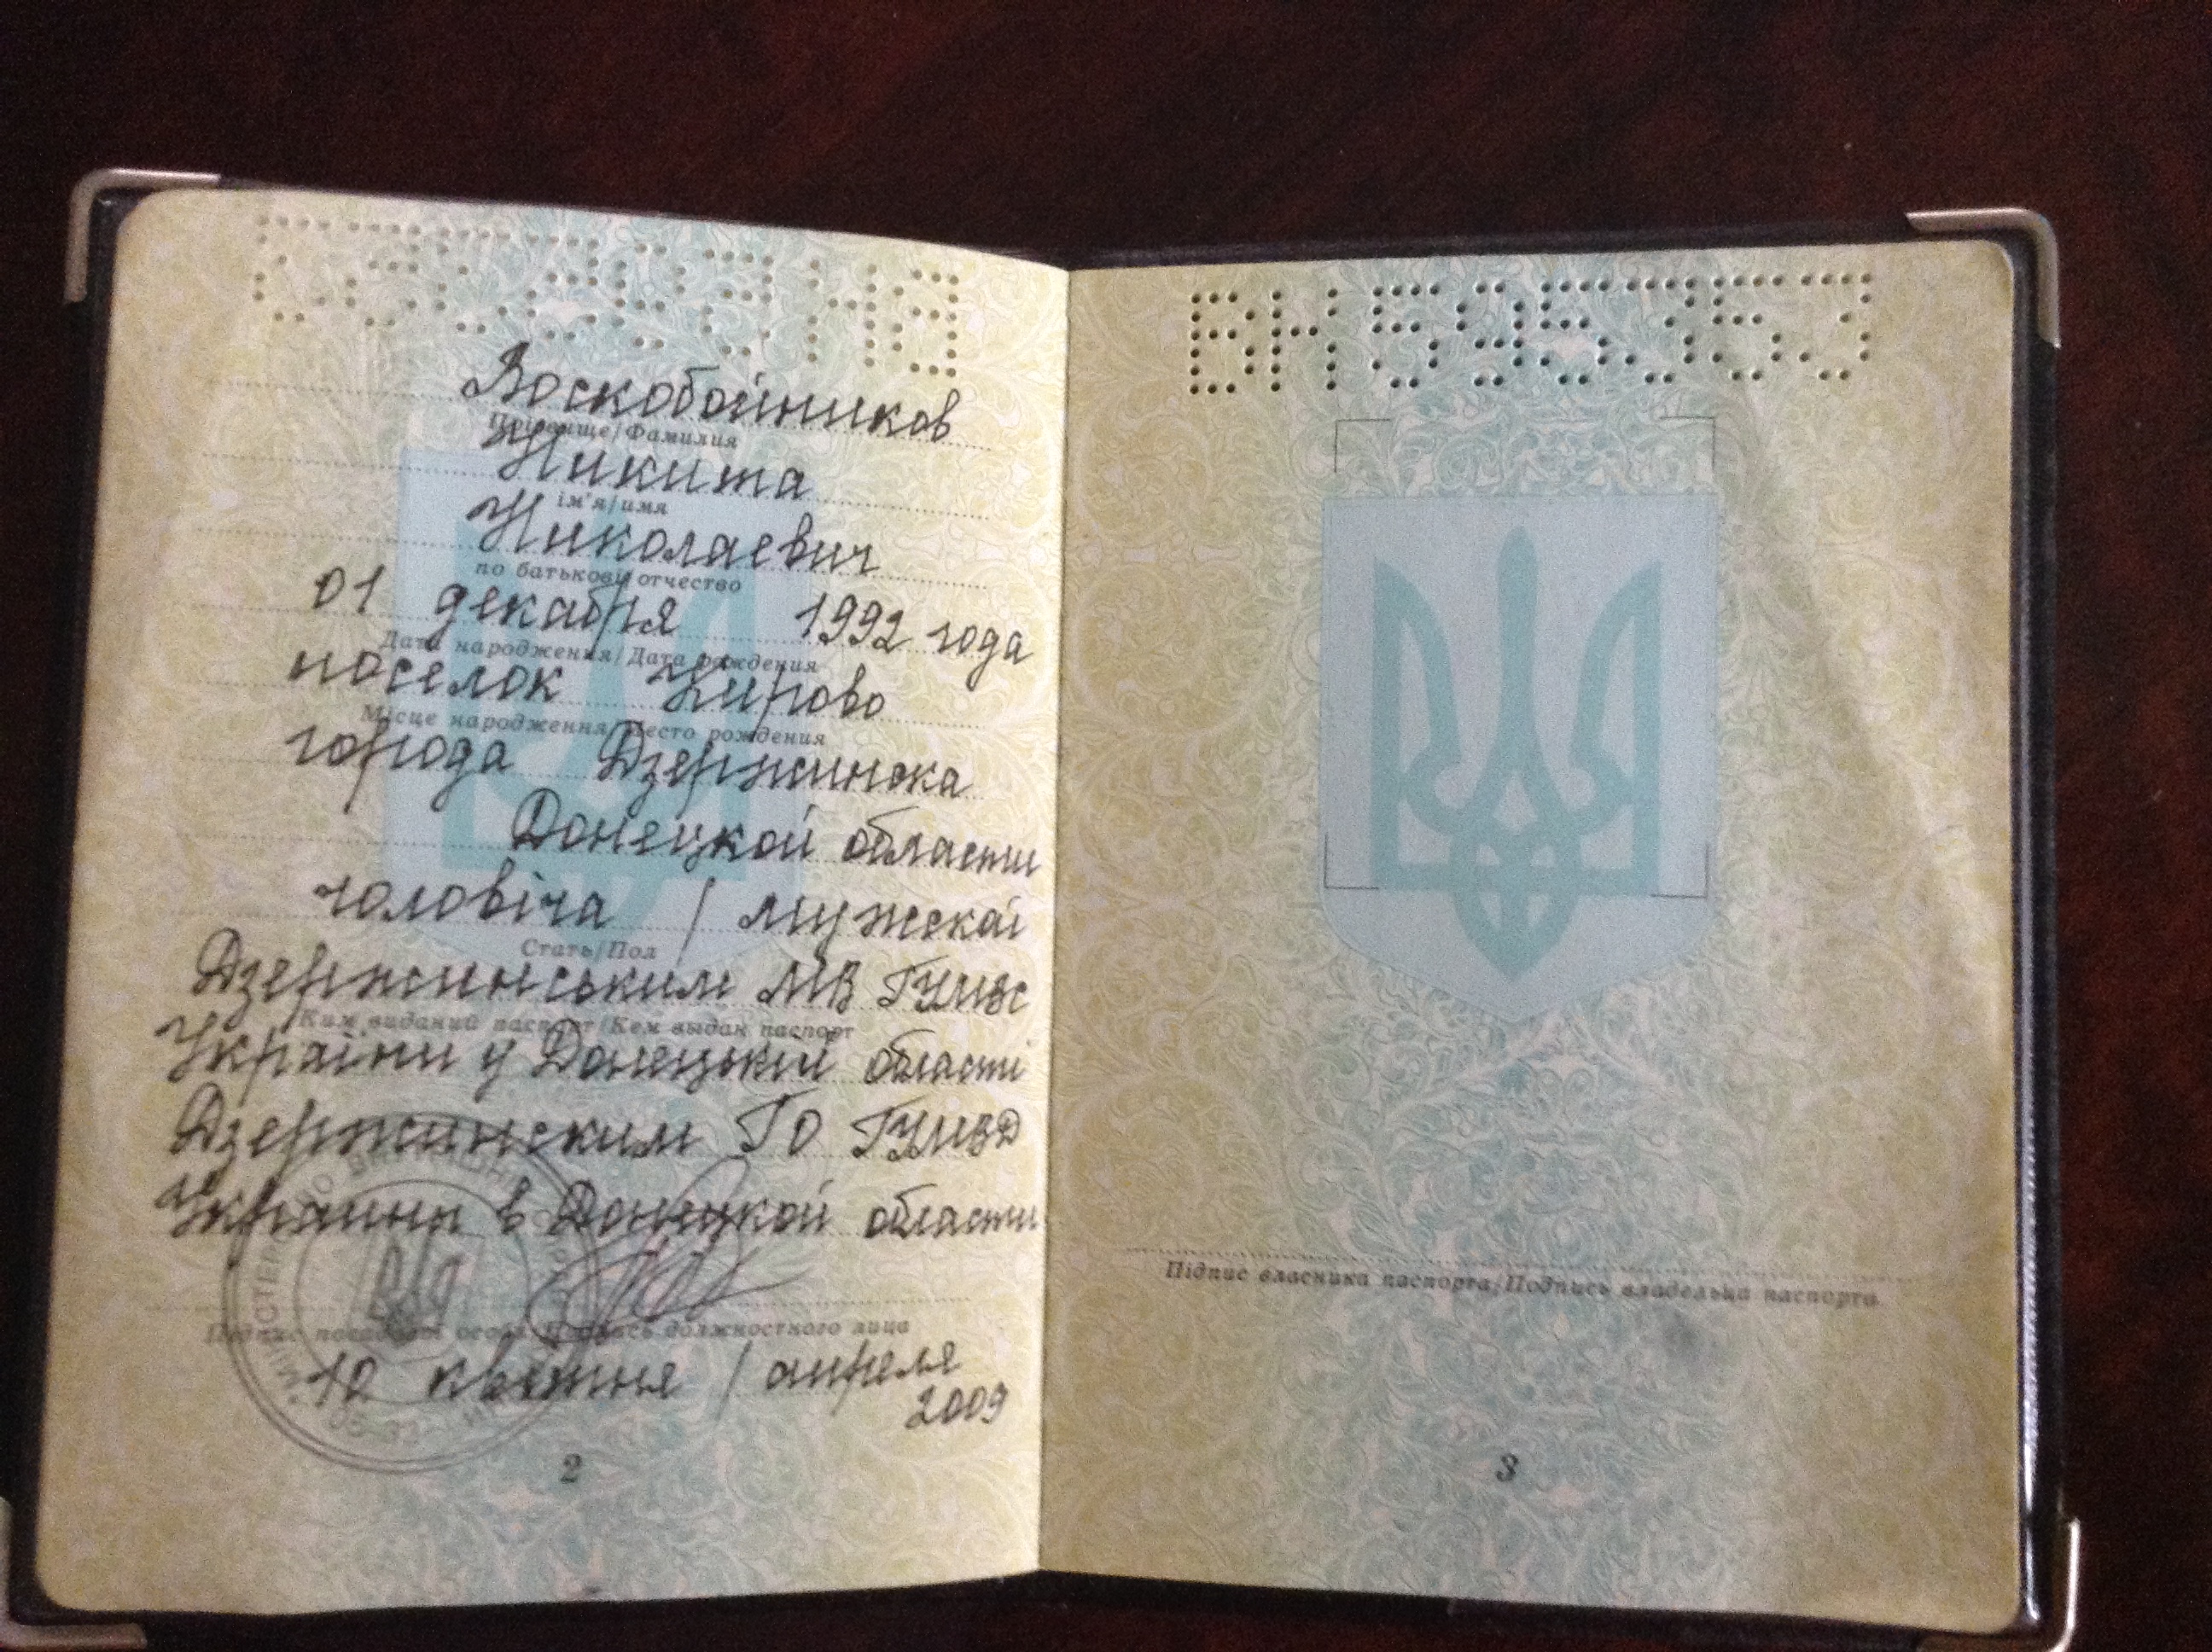 Воскобойников
Прізвище/Фамилия
Никита
ім'я/имя
Николаевич
по батькові/отчество
01 декабря 1992 года
Дата народження/Дата рождения
поселок Кирово
Місце народження/Место рождения
города Дзержинска
Донецкой области
чоловіча / мужской
Стать/Пол
Дзержинським МВ ГУМВС
Ким виданий паспорт/Кем выдан паспорт
України у Донецькій області
Дзержинским ГО ГУМВД
Украины в Донецкой области
Підпис посадової особи/Подпись должностного лица
10 квітня / апреля
2009
2
ВН595353
Підпис власника паспорта/Подпись владельца паспорта
3